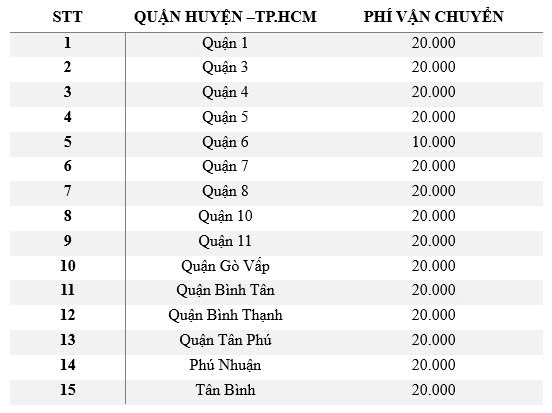 STT QUẬN HUYỆN –TP.HCM PHÍ VẬN CHUYỂN
1 Quận 1 20.000
2 Quận 3 20.000
3 Quận 4 20.000
4 Quận 5 20.000
5 Quận 6 10.000
6 Quận 7 20.000
7 Quận 8 20.000
8 Quận 10 20.000
9 Quận 11 20.000
10 Quận Gò Vấp 20.000
11 Quận Bình Tân 20.000
12 Quận Bình Thạnh 20.000
13 Quận Tân Phú 20.000
14 Phú Nhuận 20.000
15 Tân Bình 20.000